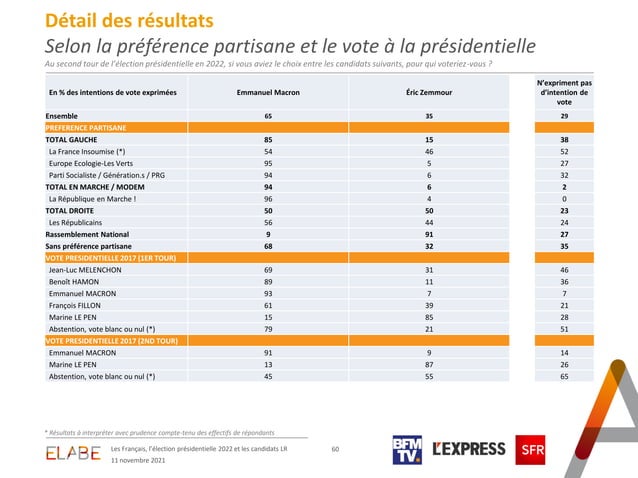 Détail des résultats
Selon la préférence partisane et le vote à la présidentielle
Au second tour de l'élection présidentielle en 2022, si vous aviez le choix entre les candidats suivants, pour qui voteriez-vous ?
En % des intentions de vote exprimées Emmanuel Macron Éric Zemmour N'expriment pas d'intention de vote
Ensemble 65 35 29
PREFERENCE PARTISANE
TOTAL GAUCHE 85 15 38
La France Insoumise (*) 54 46 52
Europe Ecologie-Les Verts 95 5 27
Parti Socialiste / Génération.s / PRG 94 6 32
TOTAL EN MARCHE / MODEM 94 6 2
La République en Marche ! 96 4 0
TOTAL DROITE 50 50 23
Les Républicains 56 44 24
Rassemblement National 9 91 27
Sans préférence partisane 68 32 35
VOTE PRESIDENTIELLE 2017 (1ER TOUR)
Jean-Luc MELENCHON 69 31 46
Benoît HAMON 89 11 36
Emmanuel MACRON 93 7 7
François FILLON 61 39 21
Marine LE PEN 15 85 28
Abstention, vote blanc ou nul (*) 79 21 51
VOTE PRESIDENTIELLE 2017 (2ND TOUR)
Emmanuel MACRON 91 9 14
Marine LE PEN 13 87 26
Abstention, vote blanc ou nul (*) 45 55 65
* Résultats à interpréter avec prudence compte-tenu des effectifs de répondants
ELABE
Les Français, l'élection présidentielle 2022 et les candidats LR 60
11 novembre 2021
BFM
TV.
L'EXPRESS
SFR